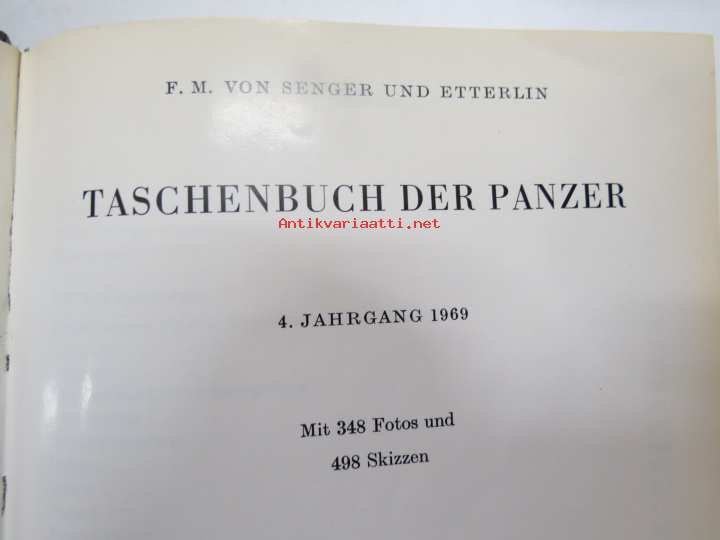 F. M. VON SENGER UND ETTERLIN
TASCHENBUCH DER PANZER
Antikvariaatti.net
4. JAHRGANG 1969
Mit 348 Fotos und
498 Skizzen